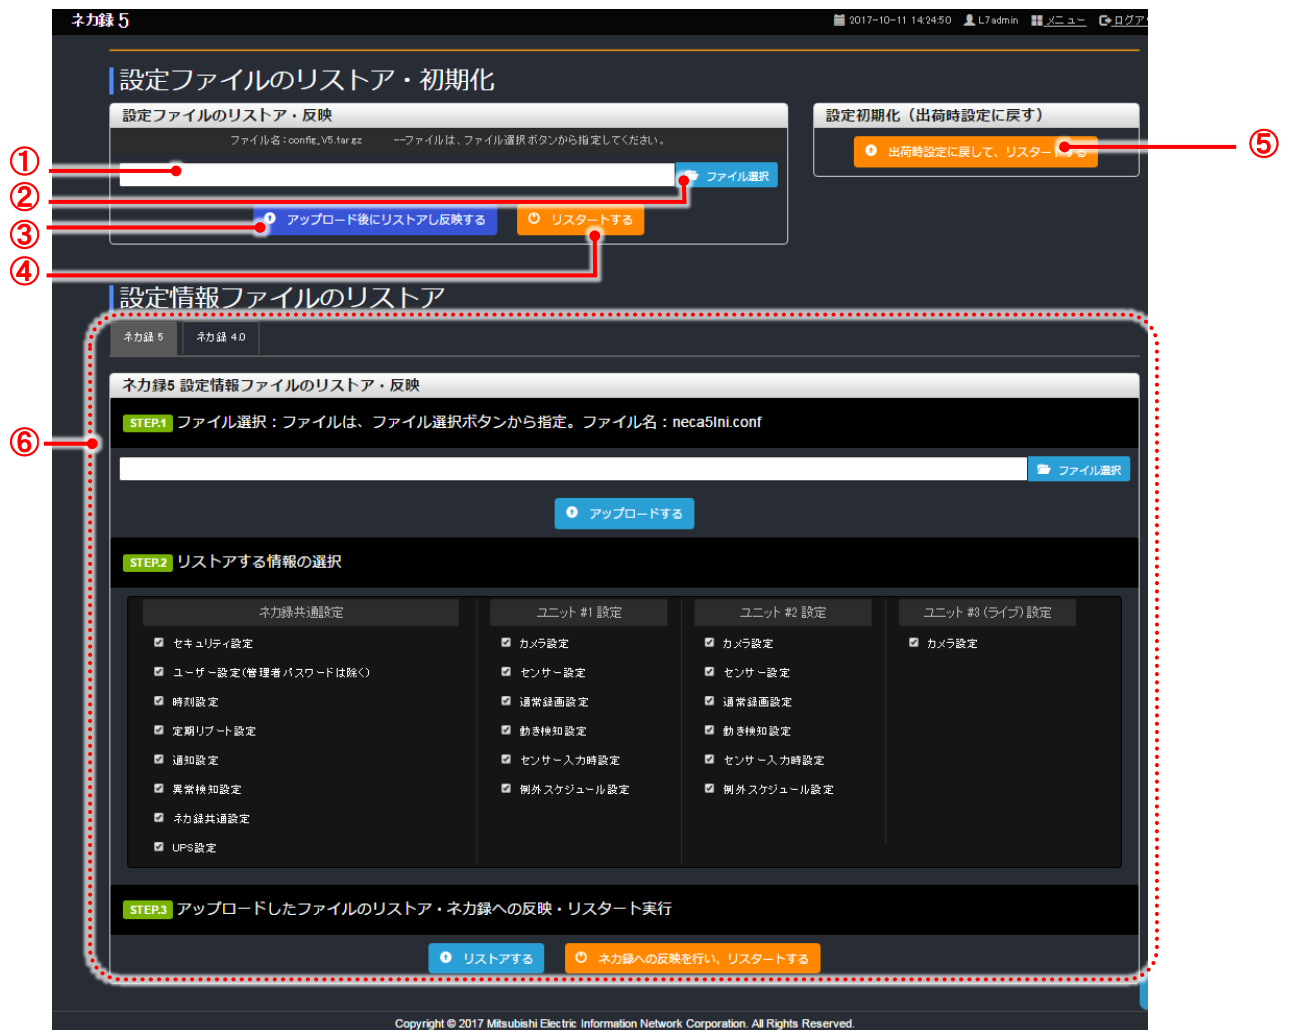 ネカ録 5
2017-10-11 14:24:50 L7admin メニュー ログア
設定ファイルのリストア・初期化
設定ファイルのリストア・反映
ファイル名：config_V5.tar.gz --ファイルは、ファイル選択ボタンから指定してください。
① ファイル選択
②
③ アップロード後にリストアし反映する リスタートする
④
設定初期化（出荷時設定に戻す）
出荷時設定に戻して、リスタートする ⑤
設定情報ファイルのリストア
ネカ録 5 ネカ録 4.0
ネカ録5 設定情報ファイルのリストア・反映
STEP.1 ファイル選択：ファイルは、ファイル選択ボタンから指定。ファイル名：neca5Ini.conf
⑥
ファイル選択
アップロードする
STEP.2 リストアする情報の選択
ネカ録共通設定
セキュリティ設定
ユーザー設定(管理者パスワードは除く)
時刻設定
定期リブート設定
通知設定
異常検知設定
ネカ録共通設定
UPS設定
ユニット #1 設定
カメラ設定
センサー設定
通常録画設定
動き検知設定
センサー入力時設定
例外スケジュール設定
ユニット #2 設定
カメラ設定
センサー設定
通常録画設定
動き検知設定
センサー入力時設定
例外スケジュール設定
ユニット #3 (ライブ) 設定
カメラ設定
STEP.3 アップロードしたファイルのリストア・ネカ録への反映・リスタート実行
リストアする ネカ録への反映を行い、リスタートする
Copyright © 2017 Mitsubishi Electric Information Network Corporation. All Rights Reserved.